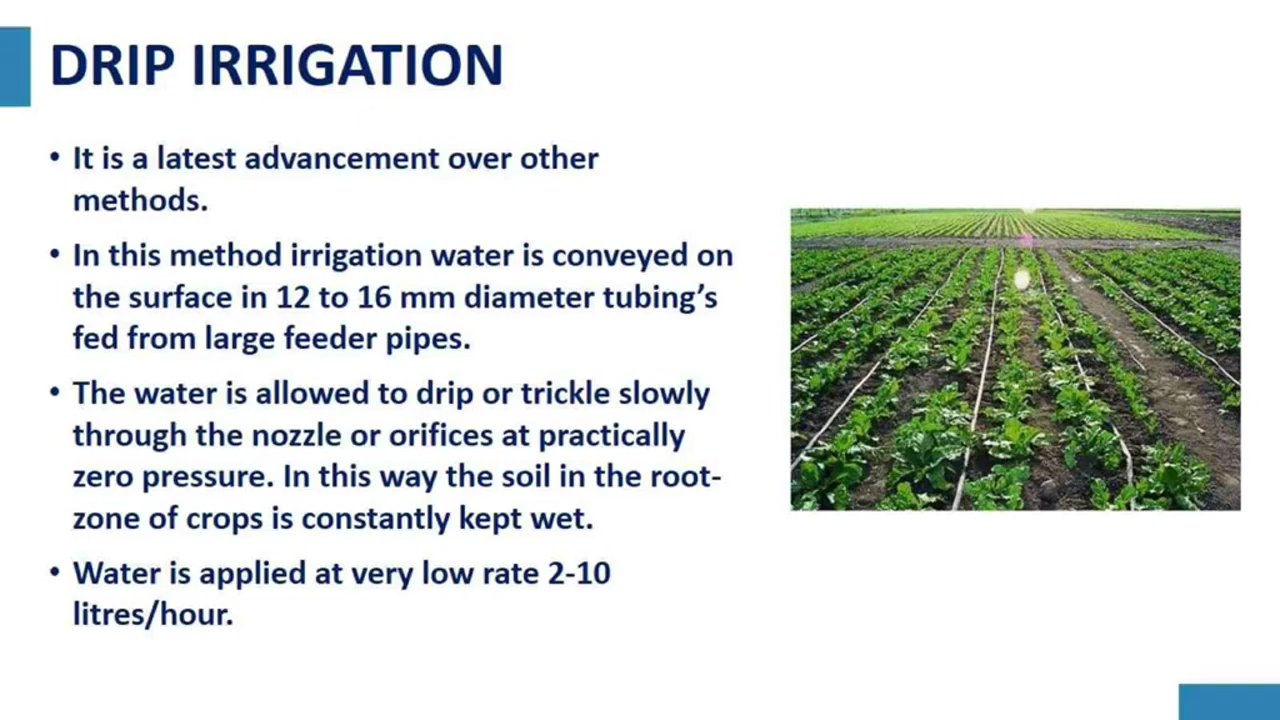 DRIP IRRIGATION
• It is a latest advancement over other
methods.
• In this method irrigation water is conveyed on
the surface in 12 to 16 mm diameter tubing’s
fed from large feeder pipes.
• The water is allowed to drip or trickle slowly
through the nozzle or orifices at practically
zero pressure. In this way the soil in the root-
zone of crops is constantly kept wet.
• Water is applied at very low rate 2-10
litres/hour.